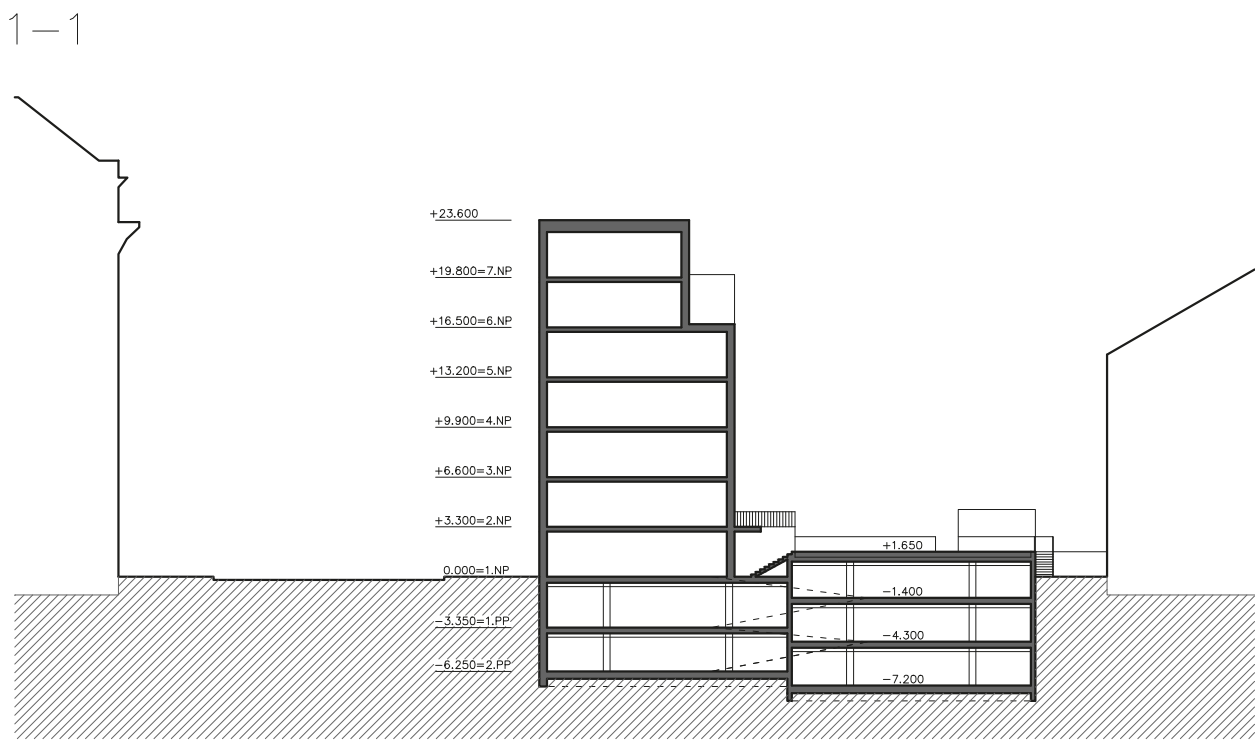 1-1
+23.600
+19.800=7.NP
+16.500=6.NP
+13.200=5.NP
+9.900=4.NP
+6.600=3.NP
+3.300=2.NP
+1.650
0.000=1.NP
-1.400
-3.350=1.PP
-4.300
-6.250=2.PP
-7.200